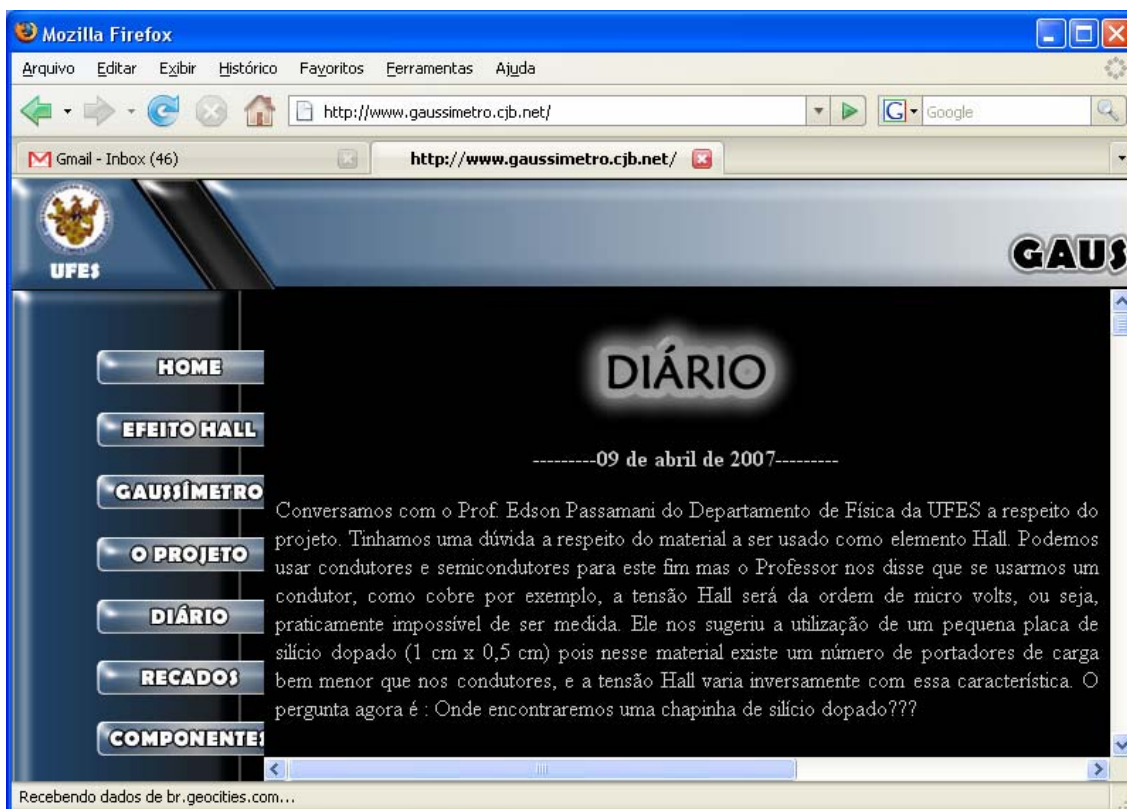 Mozilla Firefox
Arquivo Editar Exibir Histórico Favoritos Ferramentas Ajuda
http://www.gaussimetro.cjb.net/
G Google
Gmail - Inbox (46)
http://www.gaussimetro.cjb.net/
UFES
GAUS
HOME
EFEITO HALL
GAUSSÍMETRO
O PROJETO
DIÁRIO
RECADOS
COMPONENTES
DIÁRIO
---------09 de abril de 2007---------
Conversamos com o Prof. Edson Passamani do Departamento de Física da UFES a respeito do
projeto. Tinhamos uma dúvida a respeito do material a ser usado como elemento Hall. Podemos
usar condutores e semicondutores para este fim mas o Professor nos disse que se usarmos um
condutor, como cobre por exemplo, a tensão Hall será da ordem de micro volts, ou seja,
praticamente impossível de ser medida. Ele nos sugeriu a utilização de um pequena placa de
silício dopado (1 cm x 0,5 cm) pois nesse material existe um número de portadores de carga
bem menor que nos condutores, e a tensão Hall varia inversamente com essa característica. O
pergunta agora é : Onde encontraremos uma chapinha de silício dopado???
Recebendo dados de br.geocities.com...